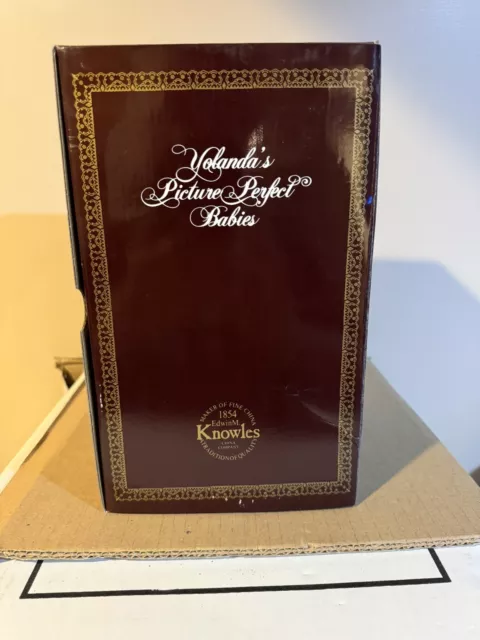 Yolanda's
Picture Perfect
Babies
MAKER OF FINE CHINA
1854
Edwin M.
Knowles
CHINA
COMPANY
TRADITION OF QUALITY